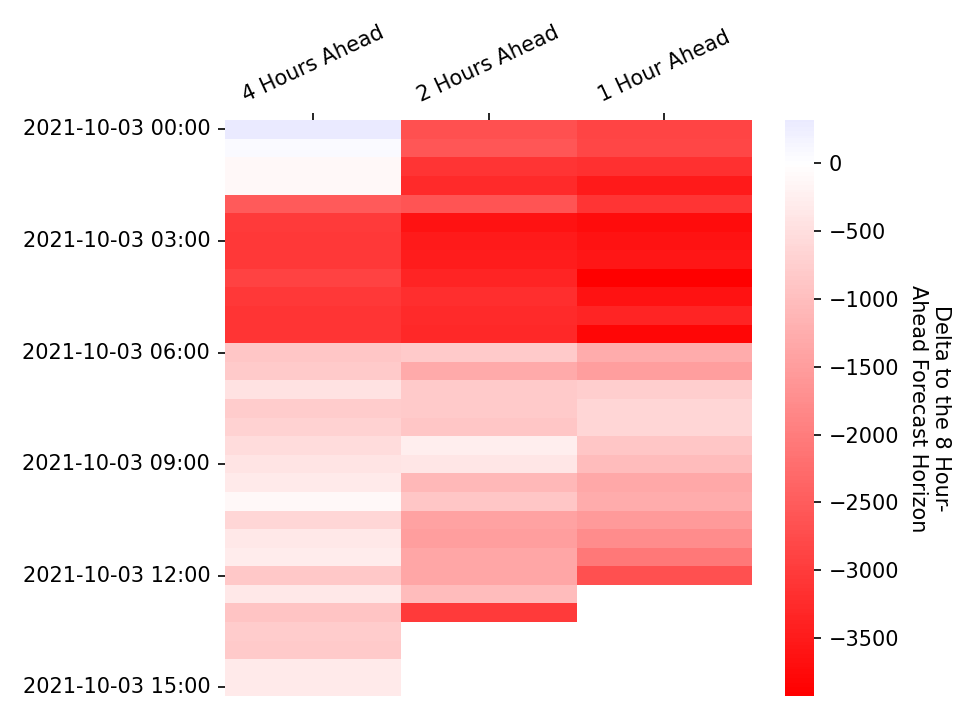 4 Hours Ahead
2 Hours Ahead
1 Hour Ahead
2021-10-03 00:00
2021-10-03 03:00
2021-10-03 06:00
2021-10-03 09:00
2021-10-03 12:00
2021-10-03 15:00
0
−500
−1000
−1500
−2000
−2500
−3000
−3500
Delta to the 8 Hour-
Ahead Forecast Horizon